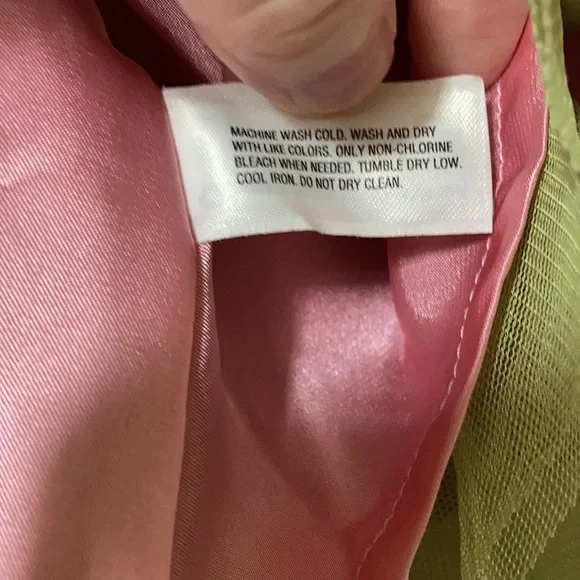 MACHINE WASH COLD. WASH AND DRY
WITH LIKE COLORS. ONLY NON-CHLORINE
BLEACH WHEN NEEDED. TUMBLE DRY LOW.
COOL IRON. DO NOT DRY CLEAN.